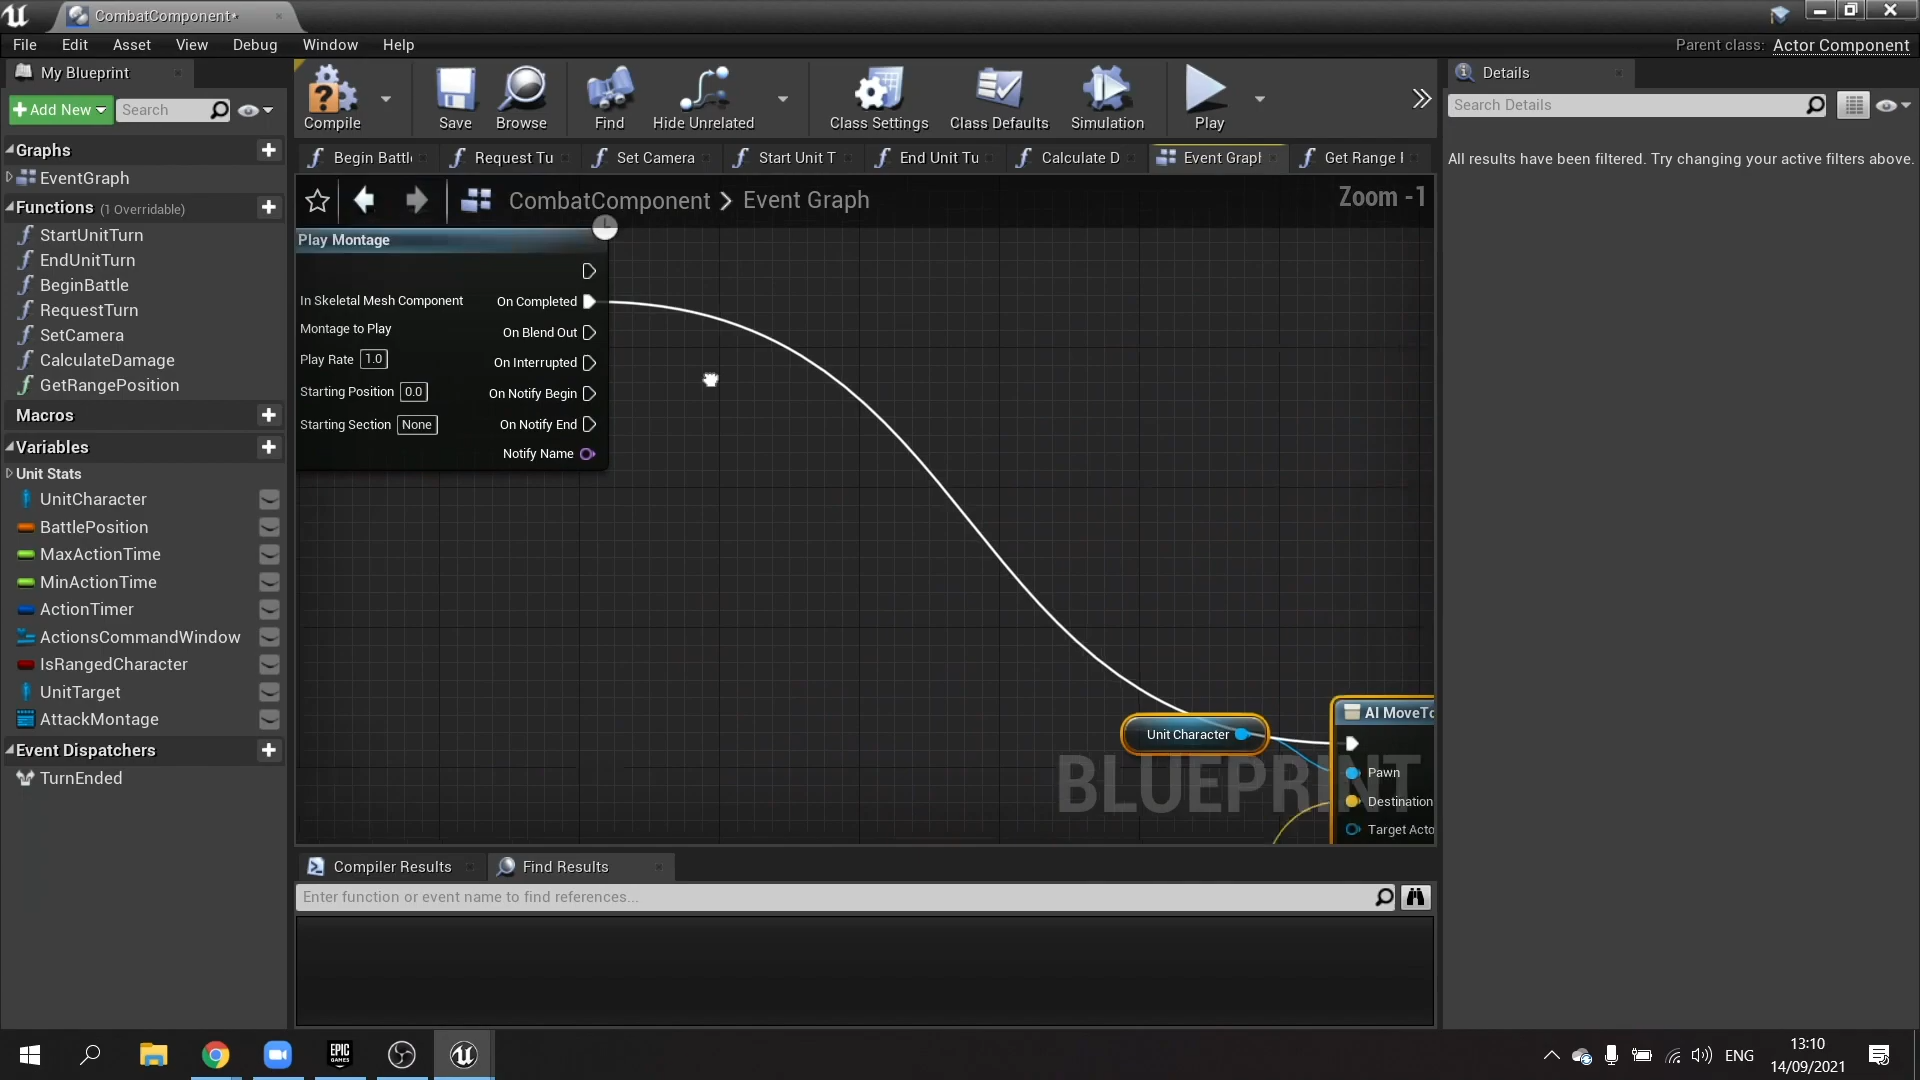 CombatComponent*
File Edit Asset View Debug Window Help
Parent class: Actor Component
My Blueprint
Add New
Search
Graphs
EventGraph
Functions (1 Overridable)
StartUnitTurn
EndUnitTurn
BeginBattle
RequestTurn
SetCamera
CalculateDamage
GetRangePosition
Macros
Variables
Unit Stats
UnitCharacter
BattlePosition
MaxActionTime
MinActionTime
ActionTimer
ActionsCommandWindow
IsRangedCharacter
UnitTarget
AttackMontage
Event Dispatchers
TurnEnded
Compile
Save
Browse
Find
Hide Unrelated
Class Settings
Class Defaults
Simulation
Play
Begin Battl
Request Tu
Set Camera
Start Unit T
End Unit Tu
Calculate D
Event Graph
Get Range
CombatComponent > Event Graph
Zoom -1
Play Montage
In Skeletal Mesh Component
On Completed
Montage to Play
On Blend Out
Play Rate 1.0
On Interrupted
Starting Position 0.0
On Notify Begin
Starting Section None
On Notify End
Notify Name
Unit Character
AI MoveTo
Pawn
Destination
Target Acto
BLUEPRINT
Compiler Results
Find Results
Enter function or event name to find references...
Details
Search Details
All results have been filtered. Try changing your active filters above.
EPIC
GAMES
ENG
13:10
14/09/2021